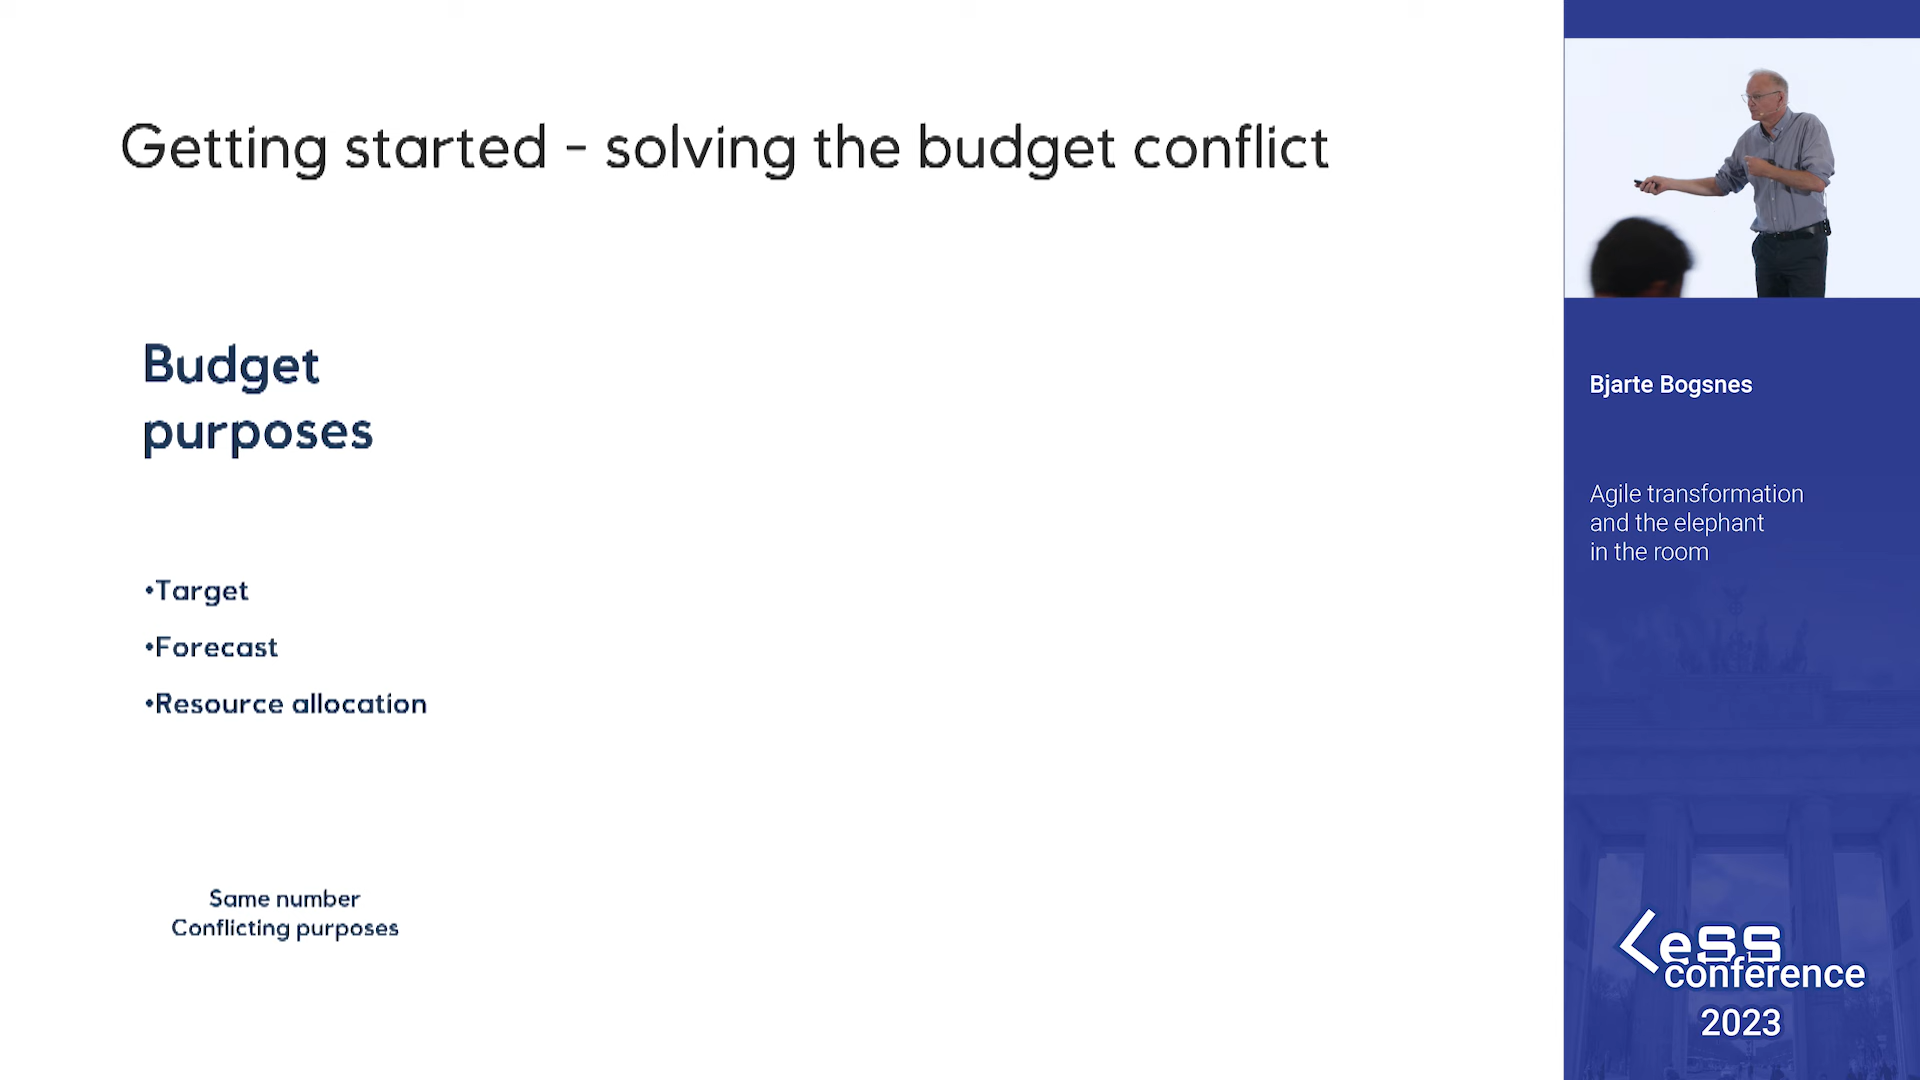 Getting started - solving the budget conflict
Budget
purposes
•Target
•Forecast
•Resource allocation
Same number
Conflicting purposes
Bjarte Bogsnes
Agile transformation
and the elephant
in the room
LeSS
conference
2023